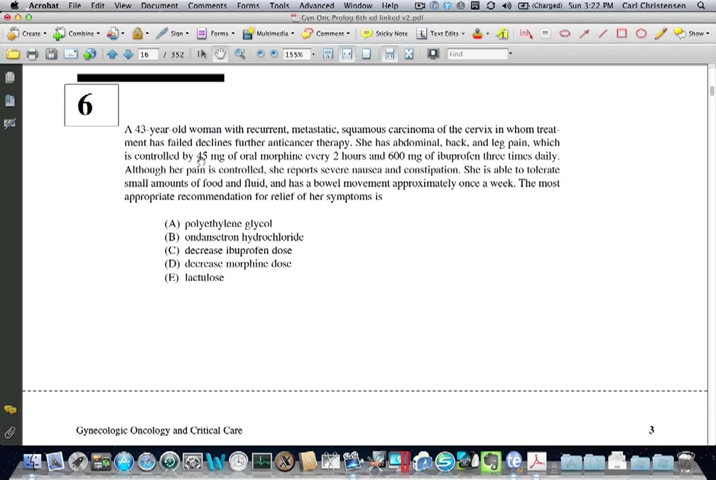 Acrobat File Edit View Document Comments Forms Tools Advanced Window Help (Charged) Sun 3:22 PM Carl Christensen
Gyn Onc Prolog 6th ed linked v2.pdf
Create Combine Sign Forms Multimedia Comment Sticky Note Text Edits Show
16 / 352 155% Find
6
A 43-year-old woman with recurrent, metastatic, squamous carcinoma of the cervix in whom treat-
ment has failed declines further anticancer therapy. She has abdominal, back, and leg pain, which
is controlled by 45 mg of oral morphine every 2 hours and 600 mg of ibuprofen three times daily.
Although her pain is controlled, she reports severe nausea and constipation. She is able to tolerate
small amounts of food and fluid, and has a bowel movement approximately once a week. The most
appropriate recommendation for relief of her symptoms is
(A) polyethylene glycol
(B) ondansetron hydrochloride
(C) decrease ibuprofen dose
(D) decrease morphine dose
(E) lactulose
Gynecologic Oncology and Critical Care 3